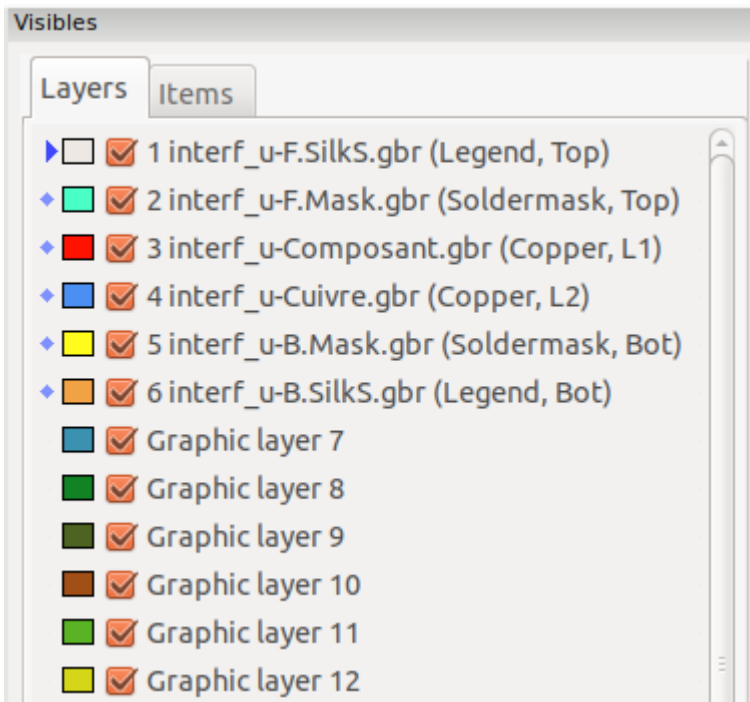 Visibles
Layers Items
1 interf_u-F.SilkS.gbr (Legend, Top)
2 interf_u-F.Mask.gbr (Soldermask, Top)
3 interf_u-Composant.gbr (Copper, L1)
4 interf_u-Cuivre.gbr (Copper, L2)
5 interf_u-B.Mask.gbr (Soldermask, Bot)
6 interf_u-B.SilkS.gbr (Legend, Bot)
Graphic layer 7
Graphic layer 8
Graphic layer 9
Graphic layer 10
Graphic layer 11
Graphic layer 12